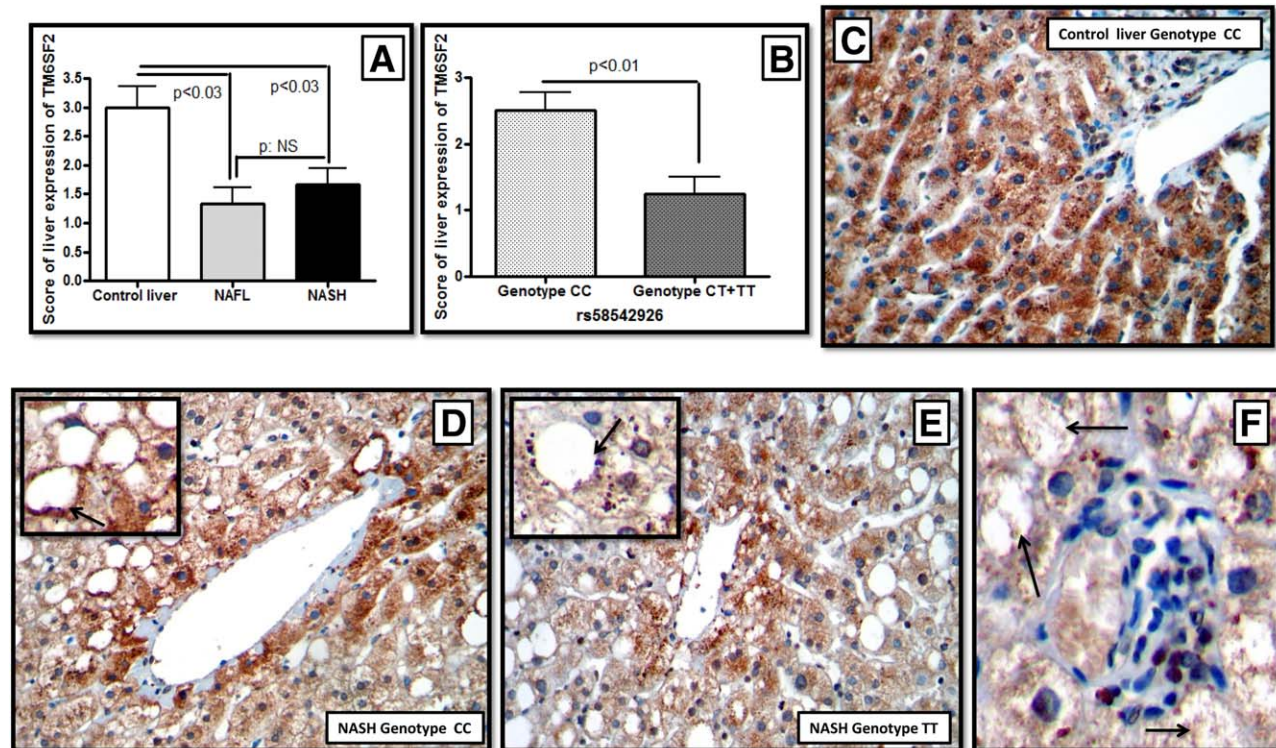 A
Score of liver expression of TM6SF2
3.5
3.0
2.5
2.0
1.5
1.0
0.5
0.0
p<0.03
p<0.03
p: NS
Control liver NAFL NASH
B
Score of liver expression of TM6SF2
3
2
1
0
p<0.01
Genotype CC Genotype CT+TT
rs58542926
C
Control liver Genotype CC
D
NASH Genotype CC
E
NASH Genotype TT
F